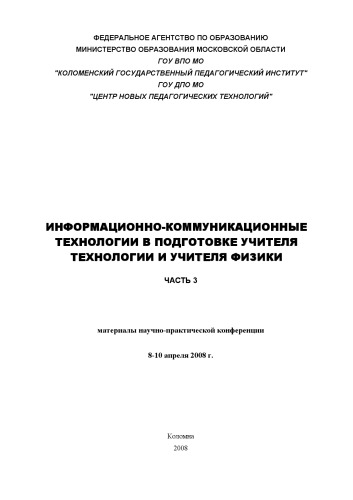 ФЕДЕРАЛЬНОЕ АГЕНТСТВО ПО ОБРАЗОВАНИЮ
МИНИСТЕРСТВО ОБРАЗОВАНИЯ МОСКОВСКОЙ ОБЛАСТИ
ГОУ ВПО МО
"КОЛОМЕНСКИЙ ГОСУДАРСТВЕННЫЙ ПЕДАГОГИЧЕСКИЙ ИНСТИТУТ"
ГОУ ДПО МО
"ЦЕНТР НОВЫХ ПЕДАГОГИЧЕСКИХ ТЕХНОЛОГИЙ"
ИНФОРМАЦИОННО-КОММУНИКАЦИОННЫЕ
ТЕХНОЛОГИИ В ПОДГОТОВКЕ УЧИТЕЛЯ
ТЕХНОЛОГИИ И УЧИТЕЛЯ ФИЗИКИ
ЧАСТЬ 3
материалы научно-практической конференции
8-10 апреля 2008 г.
Коломна
2008